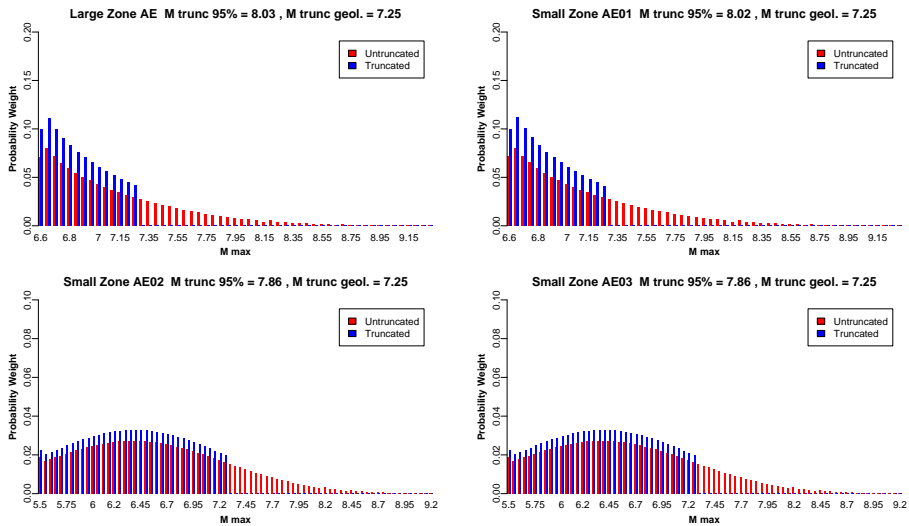 Large Zone AE  M trunc 95% = 8.03 , M trunc geol. = 7.25
Probability Weight
0.00 0.05 0.10 0.15 0.20
Untruncated
Truncated
6.6 6.8 7 7.15 7.35 7.55 7.75 7.95 8.15 8.35 8.55 8.75 8.95 9.15
M max
Small Zone AE01  M trunc 95% = 8.02 , M trunc geol. = 7.25
Probability Weight
0.00 0.05 0.10 0.15 0.20
Untruncated
Truncated
6.6 6.8 7 7.15 7.35 7.55 7.75 7.95 8.15 8.35 8.55 8.75 8.95 9.15
M max
Small Zone AE02  M trunc 95% = 7.86 , M trunc geol. = 7.25
Probability Weight
0.00 0.02 0.04 0.06 0.08 0.10
Untruncated
Truncated
5.5 5.75 6 6.2 6.45 6.7 6.95 7.2 7.45 7.7 7.95 8.2 8.45 8.7 8.95 9.2
M max
Small Zone AE03  M trunc 95% = 7.86 , M trunc geol. = 7.25
Probability Weight
0.00 0.02 0.04 0.06 0.08 0.10
Untruncated
Truncated
5.5 5.75 6 6.2 6.45 6.7 6.95 7.2 7.45 7.7 7.95 8.2 8.45 8.7 8.95 9.2
M max